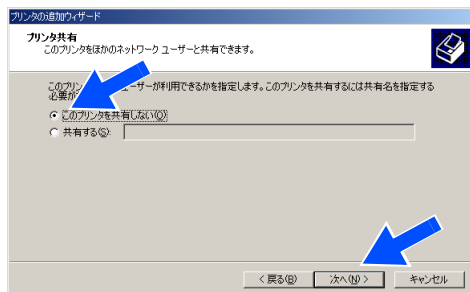 プリンタの追加ウィザード
プリンタ共有
このプリンタをほかのネットワーク ユーザーと共有できます。
このプリン ーザーが利用できるかを指定します。このプリンタを共有するには共有名を指定する
必要が
このプリンタを共有しない(O)
共有する(S):
< 戻る(B)
次へ(N) >
キャンセル